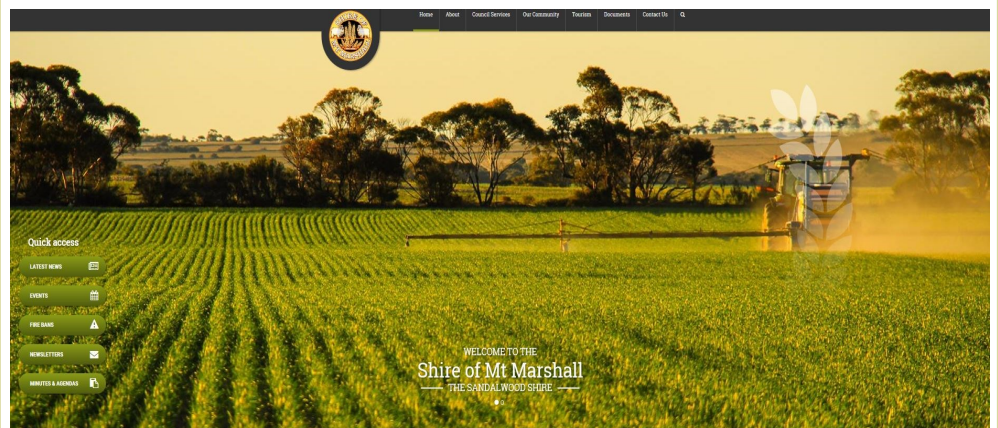 Home About Council Services Our Community Tourism Documents Contact Us
Quick access
LATEST NEWS
EVENTS
FIRE BANS
NEWSLETTERS
MINUTES & AGENDAS
WELCOME TO THE
Shire of Mt Marshall
THE SANDALWOOD SHIRE